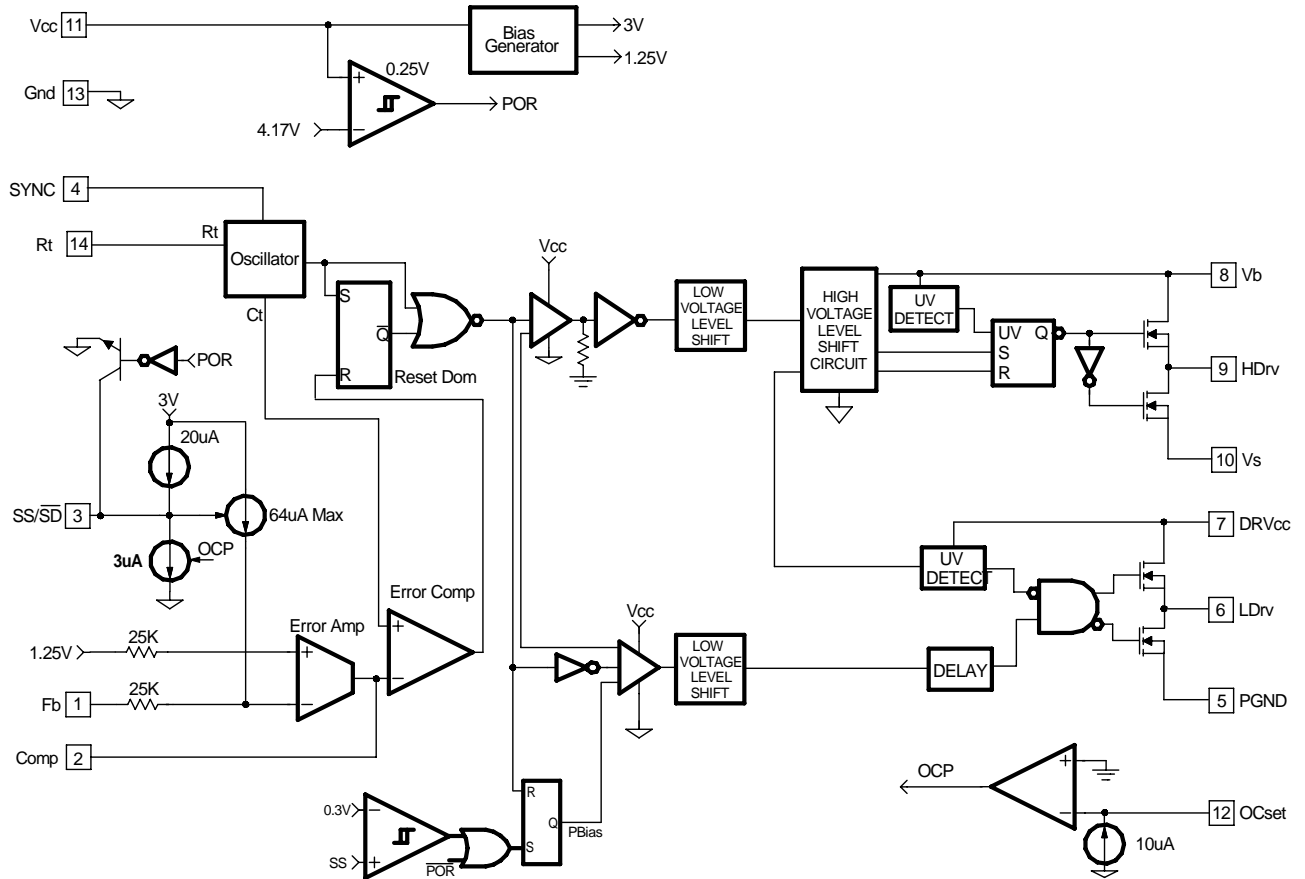 Vcc 11
Bias
Generator
3V
1.25V
0.25V
Gnd 13
POR
4.17V
SYNC 4
Rt 14
Rt
Oscillator
Ct
S
Q
R
Reset Dom
POR
3V
20uA
SS/SD 3
64uA Max
3uA
OCP
Error Comp
Error Amp
1.25V
25K
+
−
+
−
Fb 1
25K
Comp 2
0.3V
−
SS
+
POR
R
Q
S
PBias
Vcc
LOW
VOLTAGE
LEVEL
SHIFT
HIGH
VOLTAGE
LEVEL
SHIFT
CIRCUIT
UV
DETECT
UV
S
R
Q
8 Vb
9 HDrv
10 Vs
7 DRVcc
UV
DETECT
6 LDrv
5 PGND
Vcc
LOW
VOLTAGE
LEVEL
SHIFT
DELAY
OCP
+
−
12 OCset
10uA